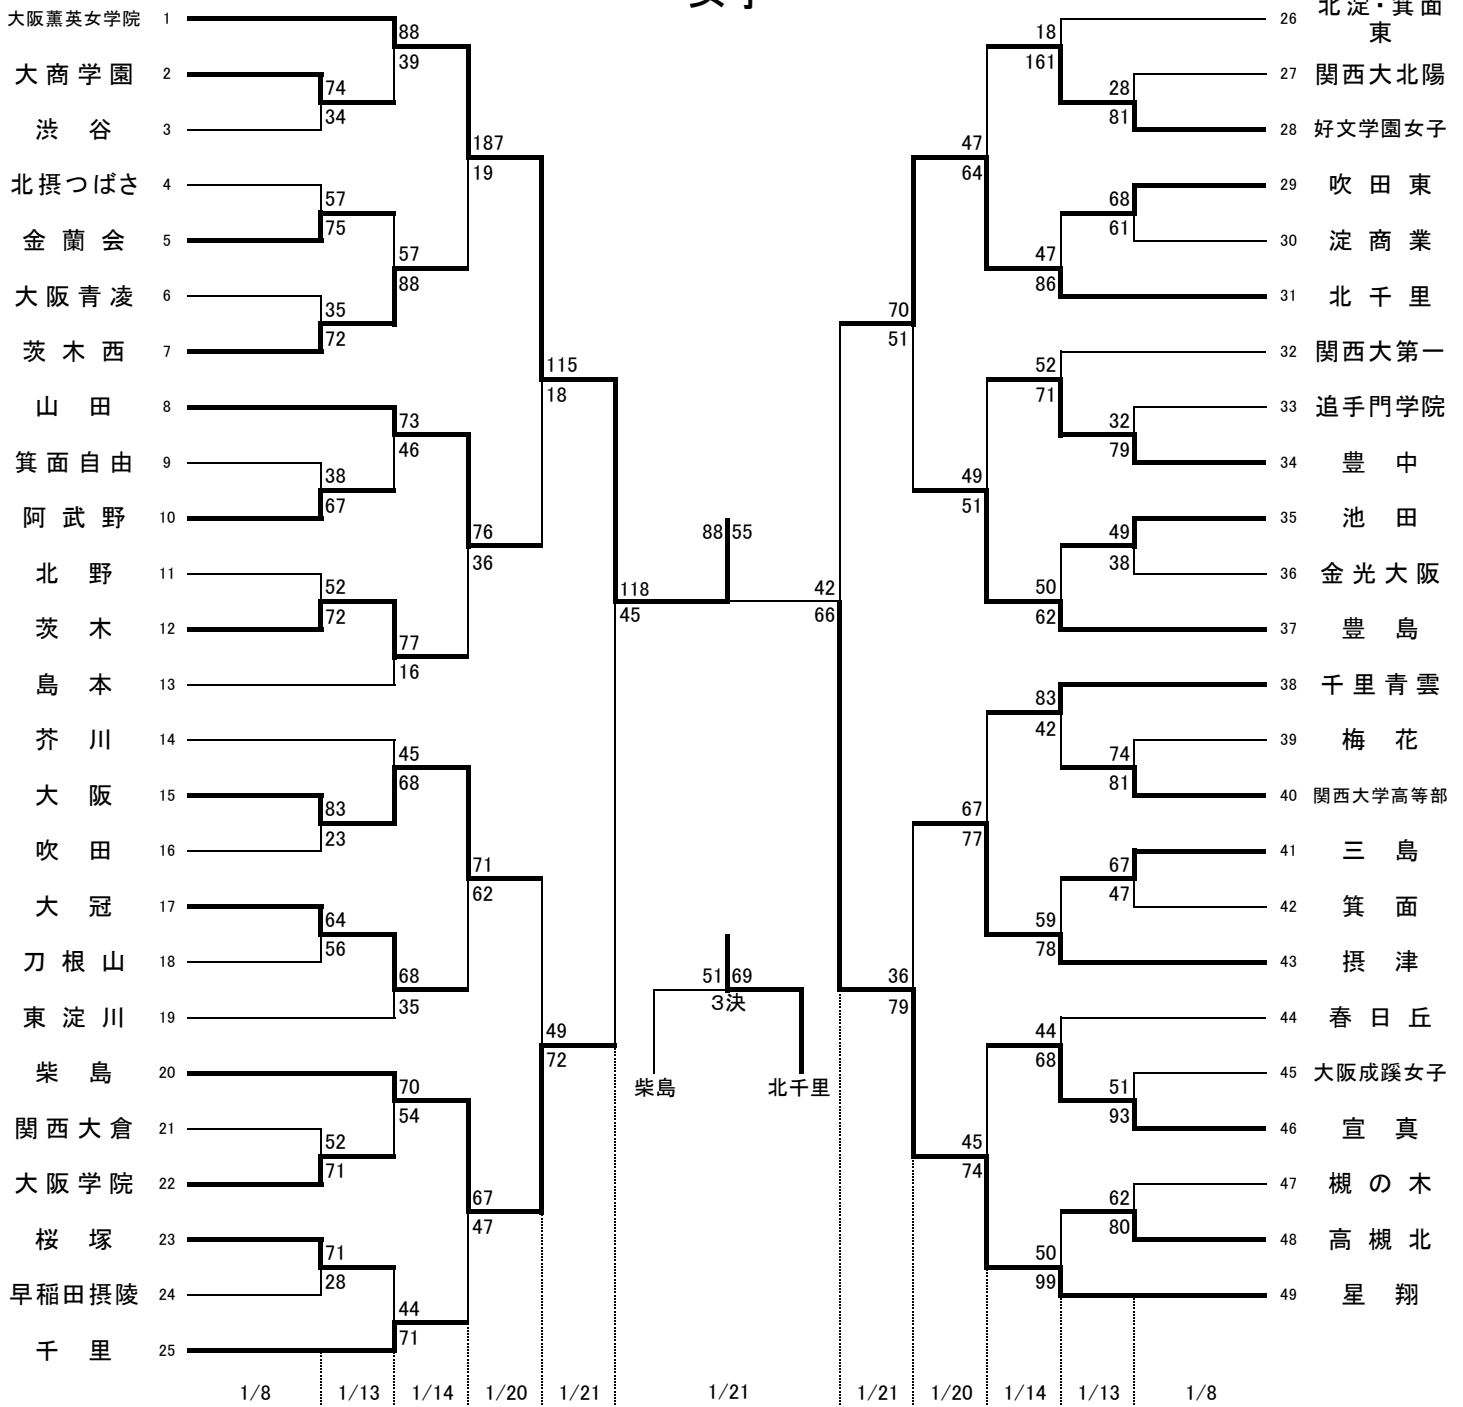 女子
大阪薫英女学院 1
大商学園 2
渋谷 3
北摂つばさ 4
金蘭会 5
大阪青凌 6
茨木西 7
山田 8
箕面自由 9
阿武野 10
北野 11
茨木 12
島本 13
芥川 14
大阪 15
吹田 16
大冠 17
刀根山 18
東淀川 19
柴島 20
関西大倉 21
大阪学院 22
桜塚 23
早稲田摂陵 24
千里 25
74
34
57
75
35
72
38
67
52
72
83
23
64
56
52
71
71
28
88
39
57
88
73
46
77
16
45
68
68
35
70
54
44
71
187
19
76
36
71
62
67
47
115
18
49
72
118
45
88 55
51 69
3決
柴島 北千里
42
66
70
51
36
79
47
64
49
51
67
77
45
74
18
161
47
86
52
71
50
62
83
42
59
78
44
68
50
99
28
81
68
61
32
79
49
38
74
81
67
47
51
93
62
80
26 北淀・箕面
東
27 関西大北陽
28 好文学園女子
29 吹田東
30 淀商業
31 北千里
32 関西大第一
33 追手門学院
34 豊中
35 池田
36 金光大阪
37 豊島
38 千里青雲
39 梅花
40 関西大学高等部
41 三島
42 箕面
43 摂津
44 春日丘
45 大阪成蹊女子
46 宣真
47 槻の木
48 高槻北
49 星翔
1/8 1/13 1/14 1/20 1/21 1/21 1/21 1/20 1/14 1/13 1/8